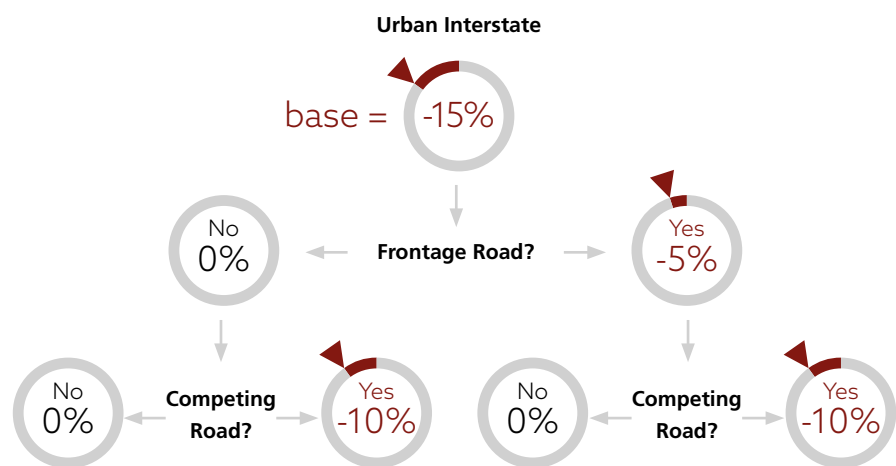 Urban Interstate
base = -15%
No
0%
Frontage Road?
Yes
-5%
No
0%
Competing
Road?
Yes
-10%
No
0%
Competing
Road?
Yes
-10%